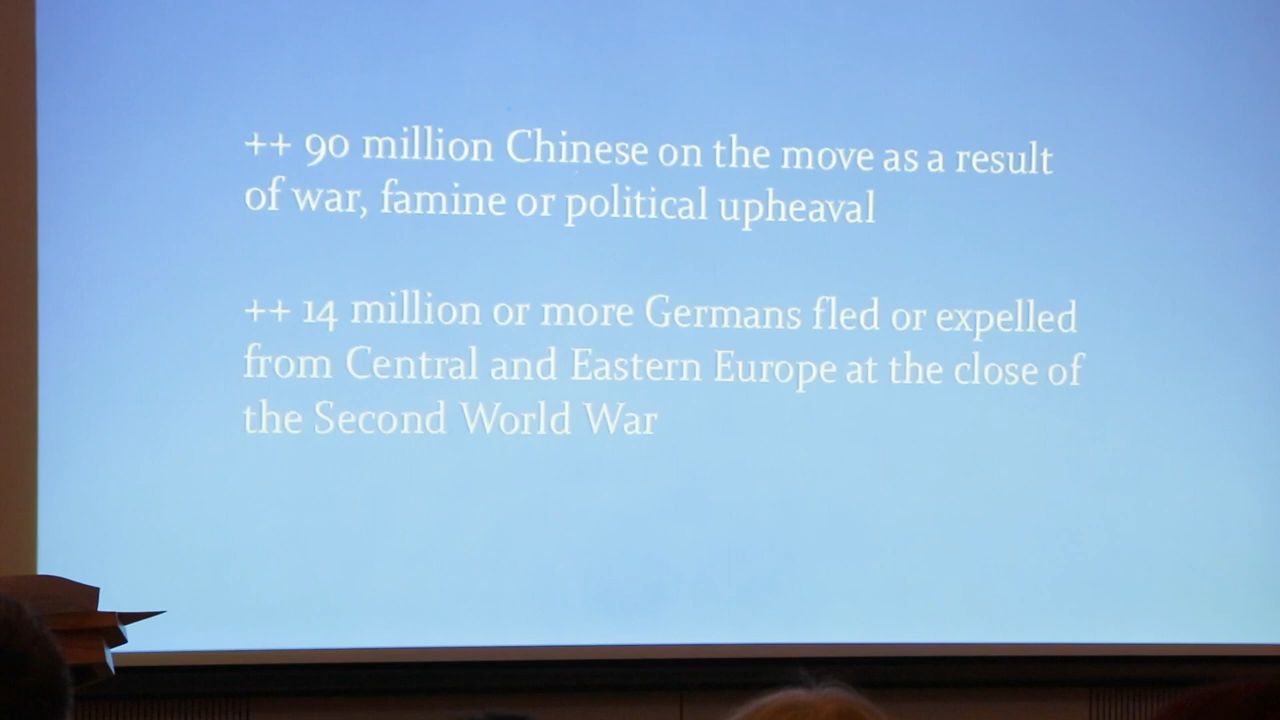 ++ 90 million Chinese on the move as a result
of war, famine or political upheaval
++ 14 million or more Germans fled or expelled
from Central and Eastern Europe at the close of
the Second World War